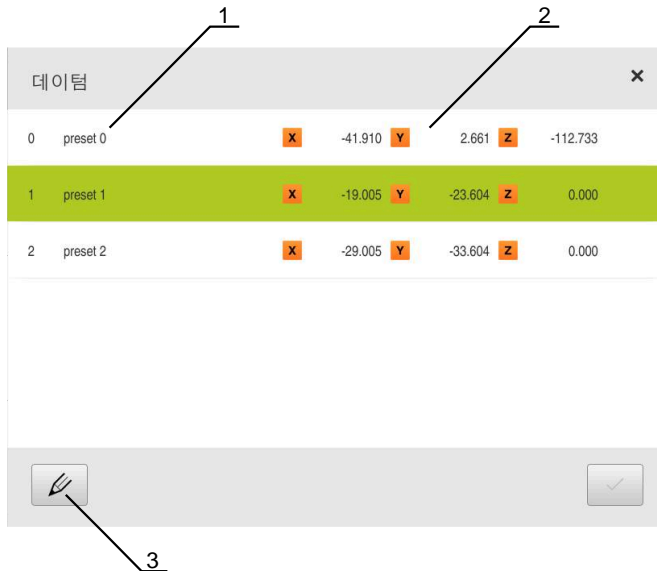 1 2
데이텀 ×
0 preset 0 X -41.910 Y 2.661 Z -112.733
1 preset 1 X -19.005 Y -23.604 Z 0.000
2 preset 2 X -29.005 Y -33.604 Z 0.000
3